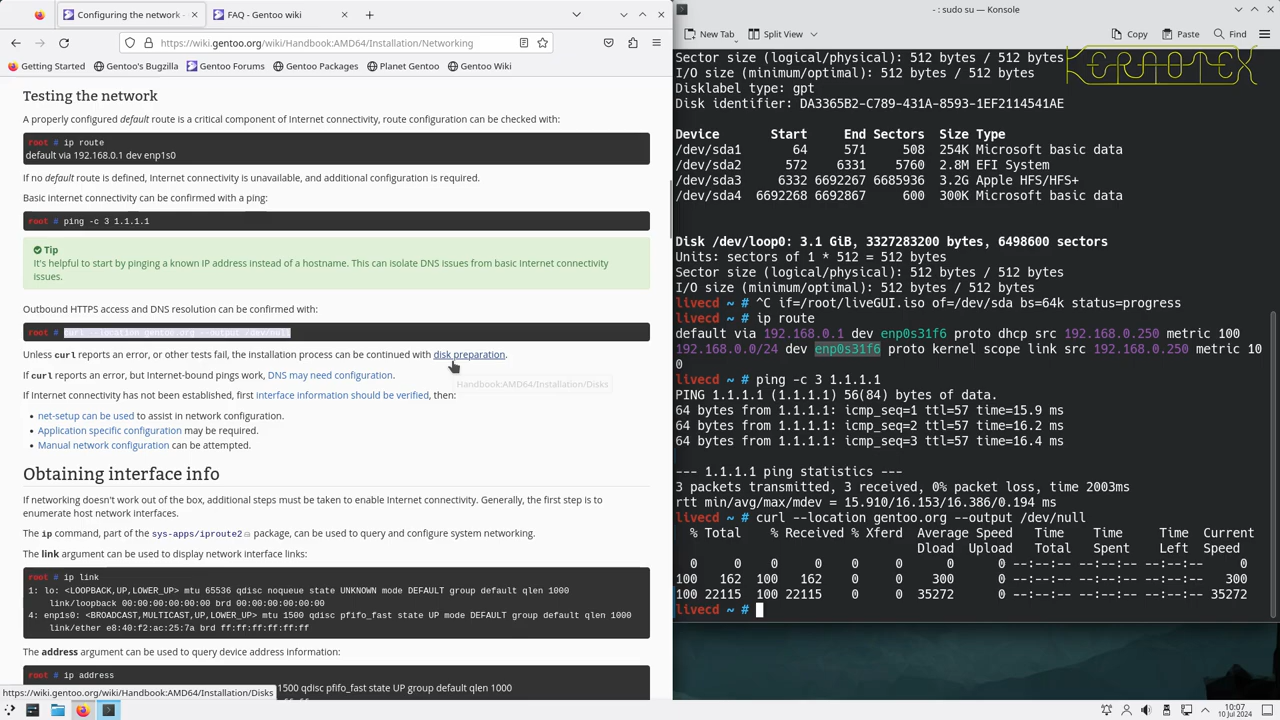 Configuring the network -
FAQ - Gentoo wiki
https://wiki.gentoo.org/wiki/Handbook:AMD64/Installation/Networking
Getting Started
Gentoo's Bugzilla
Gentoo Forums
Gentoo Packages
Planet Gentoo
Gentoo Wiki
Testing the network
A properly configured default route is a critical component of Internet connectivity, route configuration can be checked with:
root # ip route
default via 192.168.0.1 dev enp1s0
If no default route is defined, Internet connectivity is unavailable, and additional configuration is required.
Basic internet connectivity can be confirmed with a ping:
root # ping -c 3 1.1.1.1
Tip
It's helpful to start by pinging a known IP address instead of a hostname. This can isolate DNS issues from basic Internet connectivity
issues.
Outbound HTTPS access and DNS resolution can be confirmed with:
root # curl --location gentoo.org --output /dev/null
Unless curl reports an error, or other tests fail, the installation process can be continued with disk preparation.
If curl reports an error, but Internet-bound pings work, DNS may need configuration.
Handbook:AMD64/Installation/Disks
If Internet connectivity has not been established, first interface information should be verified, then:
• net-setup can be used to assist in network configuration.
• Application specific configuration may be required.
• Manual network configuration can be attempted.
Obtaining interface info
If networking doesn't work out of the box, additional steps must be taken to enable Internet connectivity. Generally, the first step is to
enumerate host network interfaces.
The ip command, part of the sys-apps/iproute2 package, can be used to query and configure system networking.
The link argument can be used to display network interface links:
root # ip link
1: lo: <LOOPBACK,UP,LOWER_UP> mtu 65536 qdisc noqueue state UNKNOWN mode DEFAULT group default qlen 1000
link/loopback 00:00:00:00:00:00 brd 00:00:00:00:00:00
4: enp1s0: <BROADCAST,MULTICAST,UP,LOWER_UP> mtu 1500 qdisc pfifo_fast state UP mode DEFAULT group default qlen 1000
link/ether e8:40:f2:ac:25:7a brd ff:ff:ff:ff:ff:ff
The address argument can be used to query device address information:
root # ip address
1500 qdisc pfifo_fast state UP group default qlen 1000
https://wiki.gentoo.org/wiki/Handbook:AMD64/Installation/Disks
- : sudo su — Konsole
New Tab
Split View
Copy
Paste
Find
KERNOTEX
Sector size (logical/physical): 512 bytes / 512 bytes
I/O size (minimum/optimal): 512 bytes / 512 bytes
Disklabel type: gpt
Disk identifier: DA3365B2-C789-431A-8593-1EF2114541AE
Device Start End Sectors Size Type
/dev/sda1 64 571 508 254K Microsoft basic data
/dev/sda2 572 6331 5760 2.8M EFI System
/dev/sda3 6332 6692267 6685936 3.2G Apple HFS/HFS+
/dev/sda4 6692268 6692867 600 300K Microsoft basic data
Disk /dev/loop0: 3.1 GiB, 3327283200 bytes, 6498600 sectors
Units: sectors of 1 * 512 = 512 bytes
Sector size (logical/physical): 512 bytes / 512 bytes
I/O size (minimum/optimal): 512 bytes / 512 bytes
livecd ~ # ^C if=/root/liveGUI.iso of=/dev/sda bs=64k status=progress
livecd ~ # ip route
default via 192.168.0.1 dev enp0s31f6 proto dhcp src 192.168.0.250 metric 100
192.168.0.0/24 dev enp0s31f6 proto kernel scope link src 192.168.0.250 metric 10
0
livecd ~ # ping -c 3 1.1.1.1
PING 1.1.1.1 (1.1.1.1) 56(84) bytes of data.
64 bytes from 1.1.1.1: icmp_seq=1 ttl=57 time=15.9 ms
64 bytes from 1.1.1.1: icmp_seq=2 ttl=57 time=16.2 ms
64 bytes from 1.1.1.1: icmp_seq=3 ttl=57 time=16.4 ms
--- 1.1.1.1 ping statistics ---
3 packets transmitted, 3 received, 0% packet loss, time 2003ms
rtt min/avg/max/mdev = 15.910/16.153/16.386/0.194 ms
livecd ~ # curl --location gentoo.org --output /dev/null
% Total % Received % Xferd Average Speed Time Time Time Current
Dload Upload Total Spent Left Speed
0 0 0 0 0 0 0 0 --:--:-- --:--:-- --:--:-- 0
100 162 100 162 0 0 300 0 --:--:-- --:--:-- --:--:-- 300
100 22115 100 22115 0 0 35272 0 --:--:-- --:--:-- --:--:-- 35272
livecd ~ #
10:07
10 Jul 2024